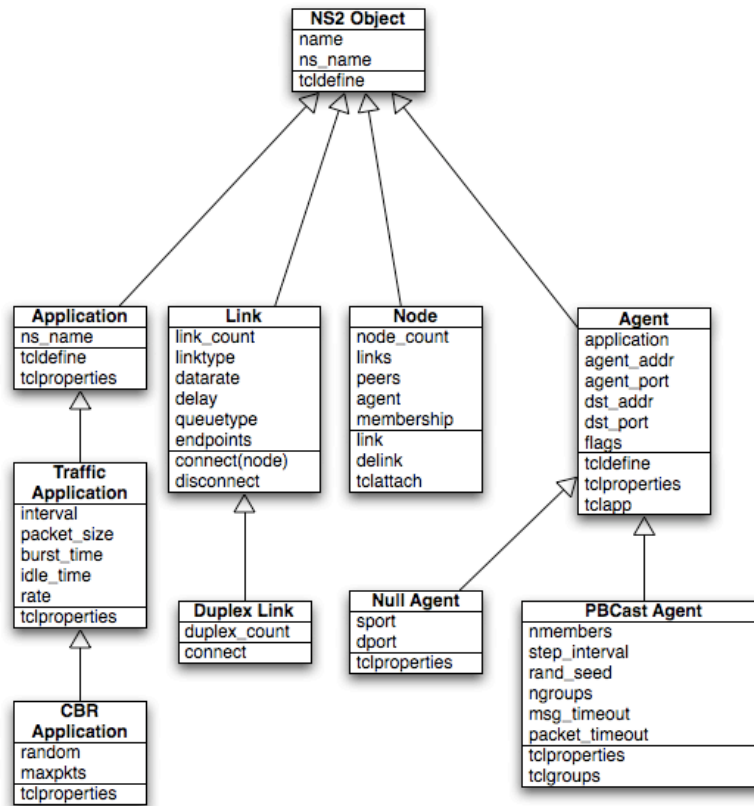 NS2 Object
name
ns_name
tcldefine
Application
ns_name
tcldefine
tclproperties
Link
link_count
linktype
datarate
delay
queuetype
endpoints
connect(node)
disconnect
Node
node_count
links
peers
agent
membership
link
delink
tclattach
Agent
application
agent_addr
agent_port
dst_addr
dst_port
flags
tcldefine
tclproperties
tclapp
Traffic
Application
interval
packet_size
burst_time
idle_time
rate
tclproperties
Duplex Link
duplex_count
connect
Null Agent
sport
dport
tclproperties
PBCast Agent
nmembers
step_interval
rand_seed
ngroups
msg_timeout
packet_timeout
tclproperties
tclgroups
CBR
Application
random
maxpkts
tclproperties